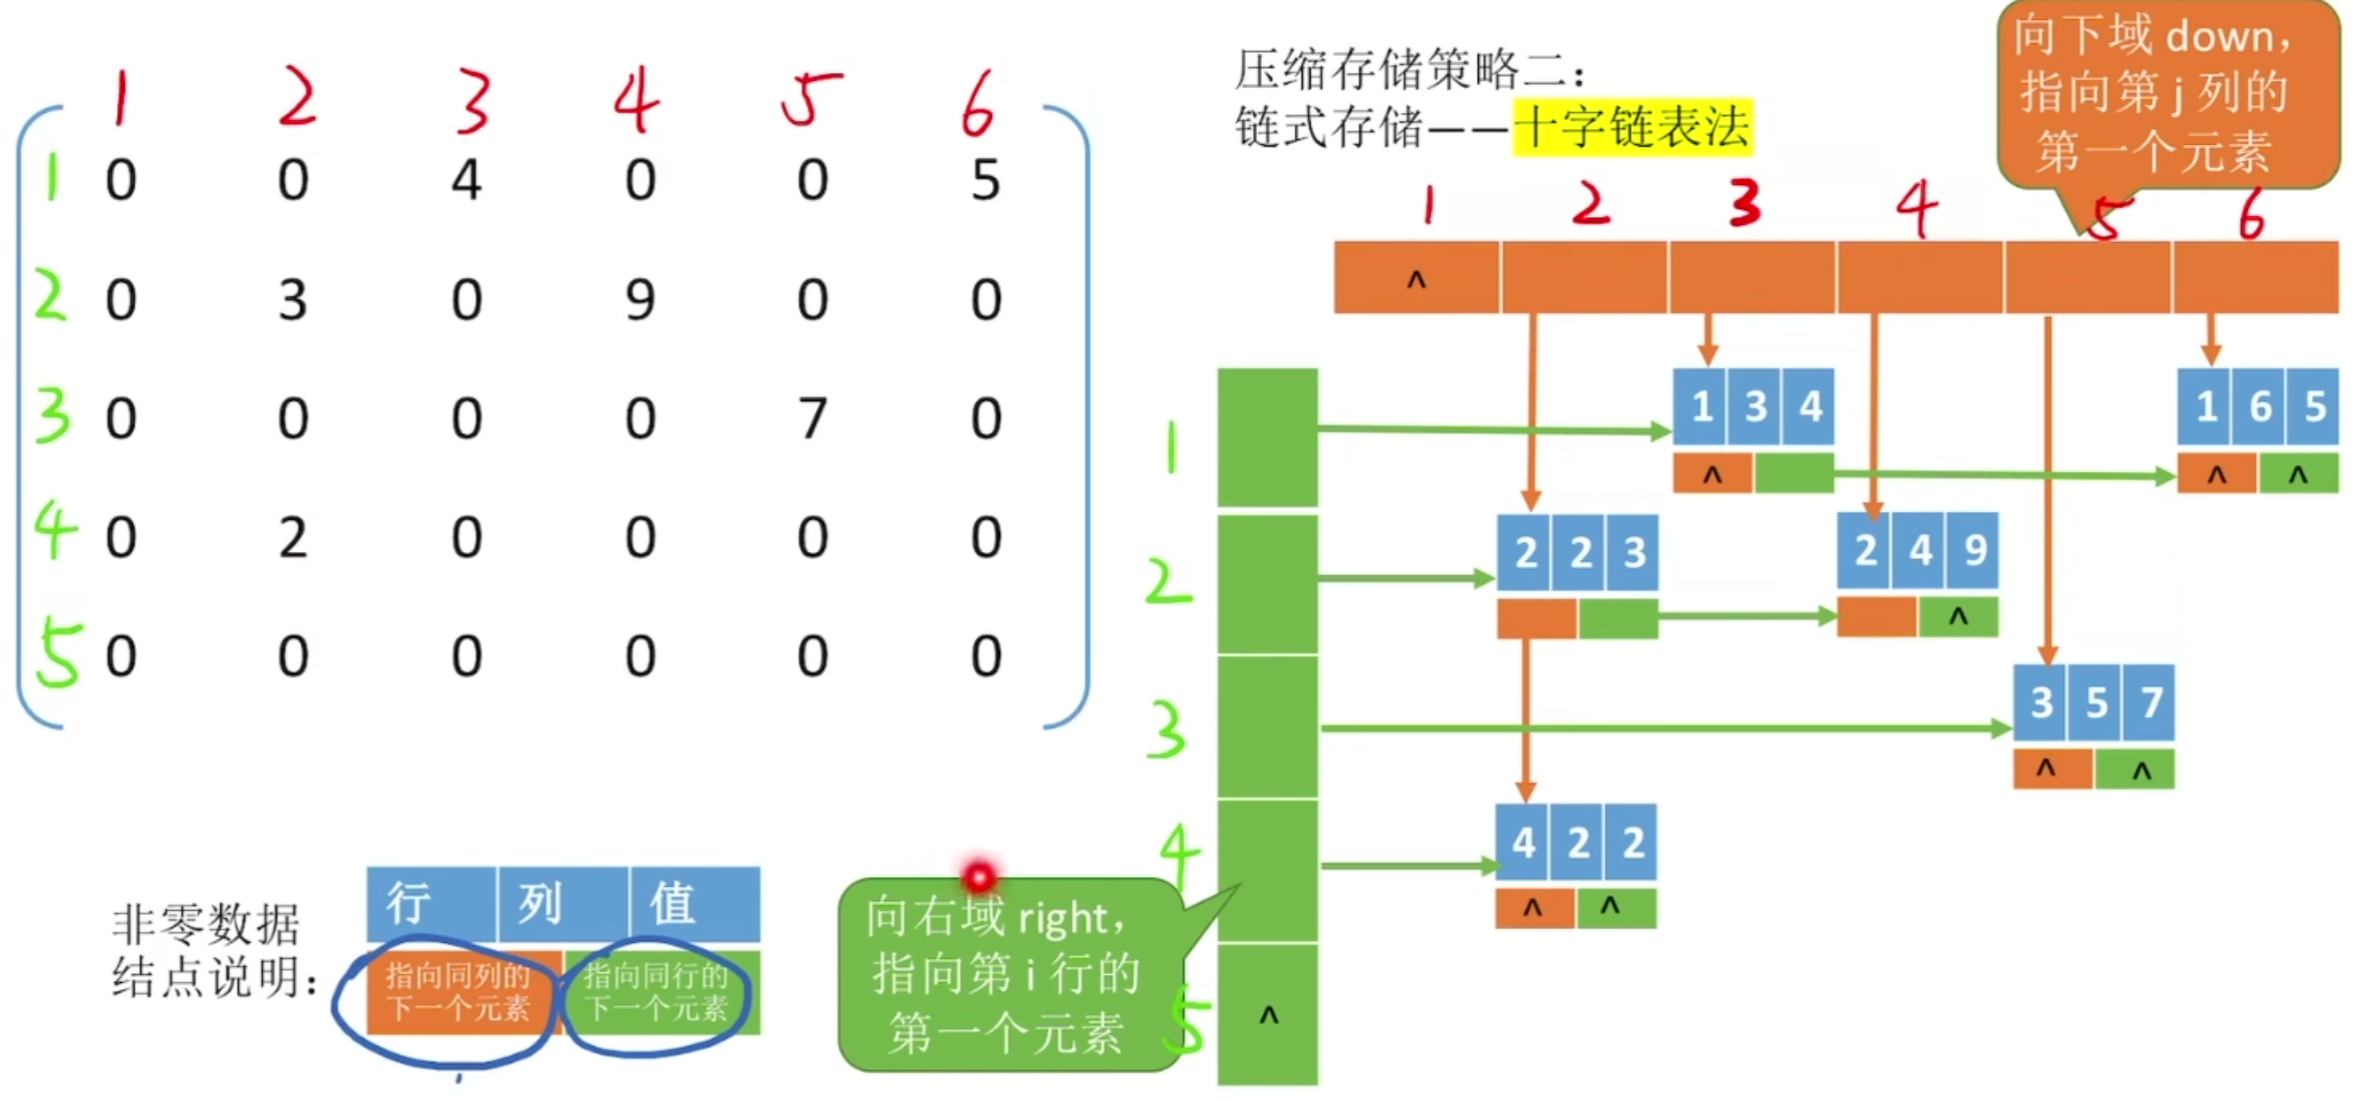 压缩存储策略二：
链式存储——十字链表法
向下域 down，
指向第 j 列的
第一个元素
1 2 3 4 5 6
1 0 0 4 0 0 5
2 0 3 0 9 0 0
3 0 0 0 0 7 0
4 0 2 0 0 0 0
5 0 0 0 0 0 0
1 2 3 4 5 6
^
1 1 3 4 1 6 5
^ ^ ^
2 2 2 3 2 4 9
^
3 3 5 7
^ ^
4 4 2 2
^ ^
5 ^
非零数据
结点说明：
行 列 值
指向同列的
下一个元素
指向同行的
下一个元素
向右域 right，
指向第 i 行的
第一个元素